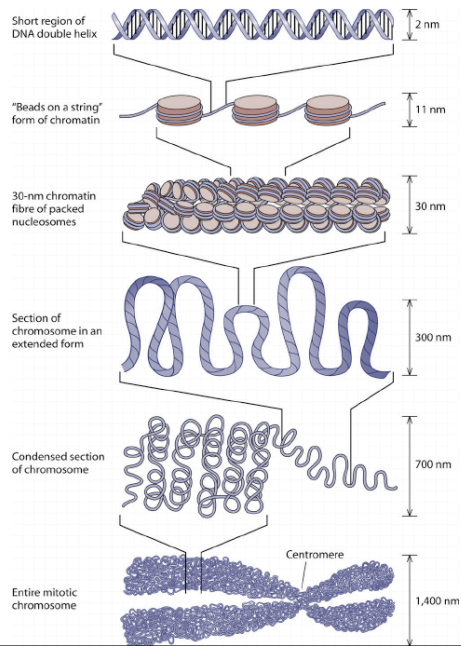 Short region of
DNA double helix
2 nm
"Beads on a string"
form of chromatin
11 nm
30-nm chromatin
fibre of packed
nucleosomes
30 nm
Section of
chromosome in an
extended form
300 nm
Condensed section
of chromosome
700 nm
Centromere
Entire mitotic
chromosome
1,400 nm